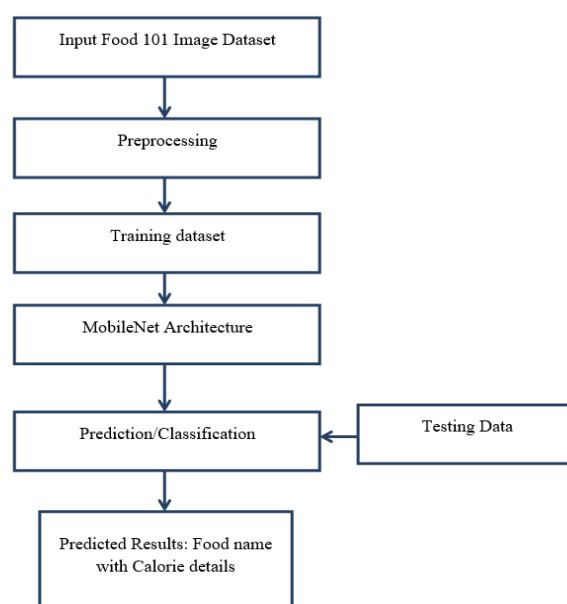 Input Food 101 Image Dataset
Preprocessing
Training dataset
MobileNet Architecture
Prediction/Classification
Testing Data
Predicted Results: Food name
with Calorie details